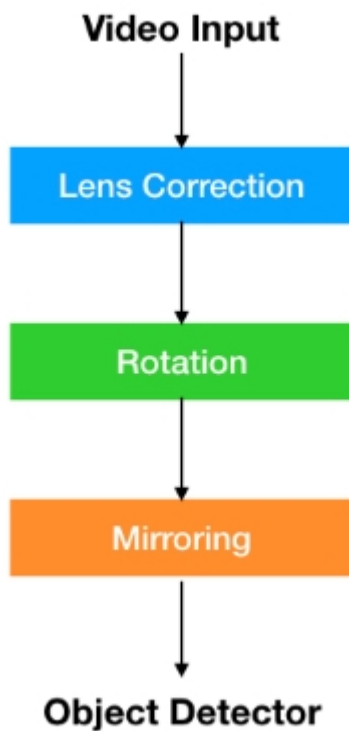 Video Input
Lens Correction
Rotation
Mirroring
Object Detector